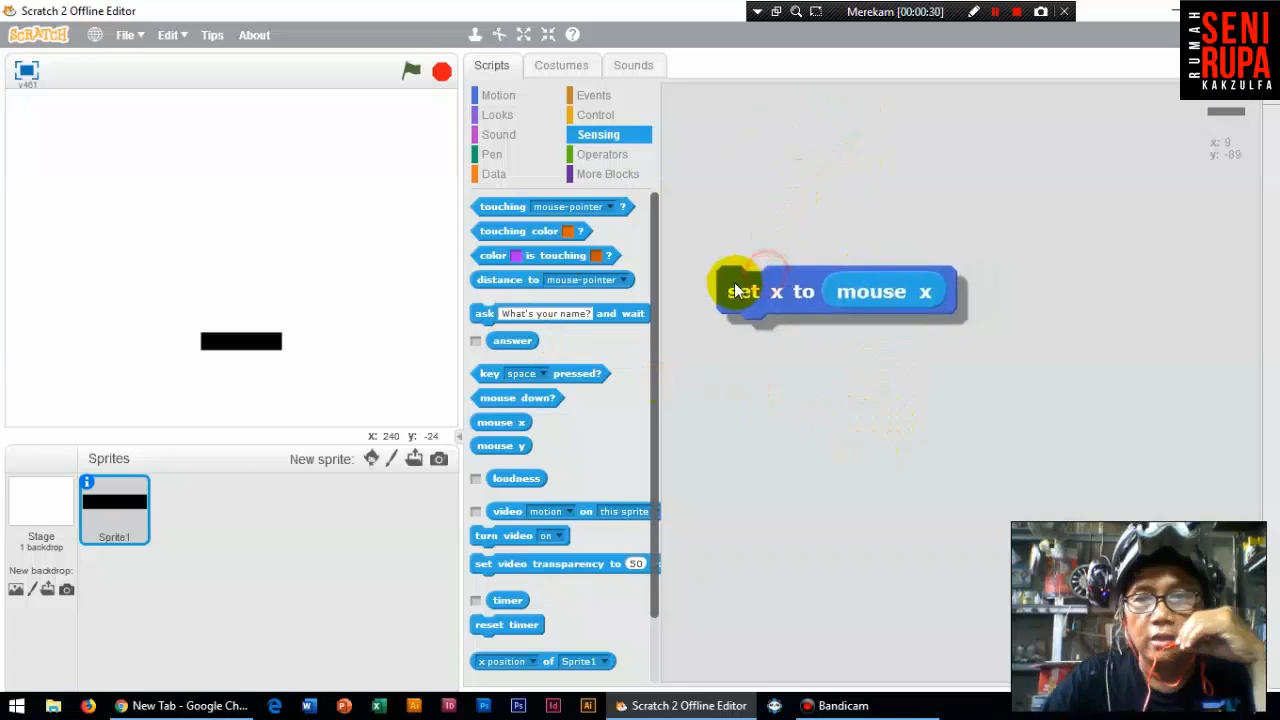 Scratch 2 Offline Editor
Merekam [00:00:30]
RUMAH
SENI
RUPA
KAKZULFA
SCRATCH
File
Edit
Tips
About
v461
Scripts
Costumes
Sounds
Motion
Events
Looks
Control
Sound
Sensing
Pen
Operators
Data
More Blocks
x: 9
y: -89
touching mouse-pointer ?
touching color ?
color is touching ?
distance to mouse-pointer
ask What's your name? and wait
answer
key space pressed?
mouse down?
mouse x
mouse y
loudness
video motion on this sprite
turn video on
set video transparency to 50
timer
reset timer
x position of Sprite1
set x to mouse x
x: 240 y: -24
Sprites
New sprite:
Stage
1 backdrop
Sprite1
New backdrop:
New Tab - Google Ch...
Scratch 2 Offline Editor
Bandicam